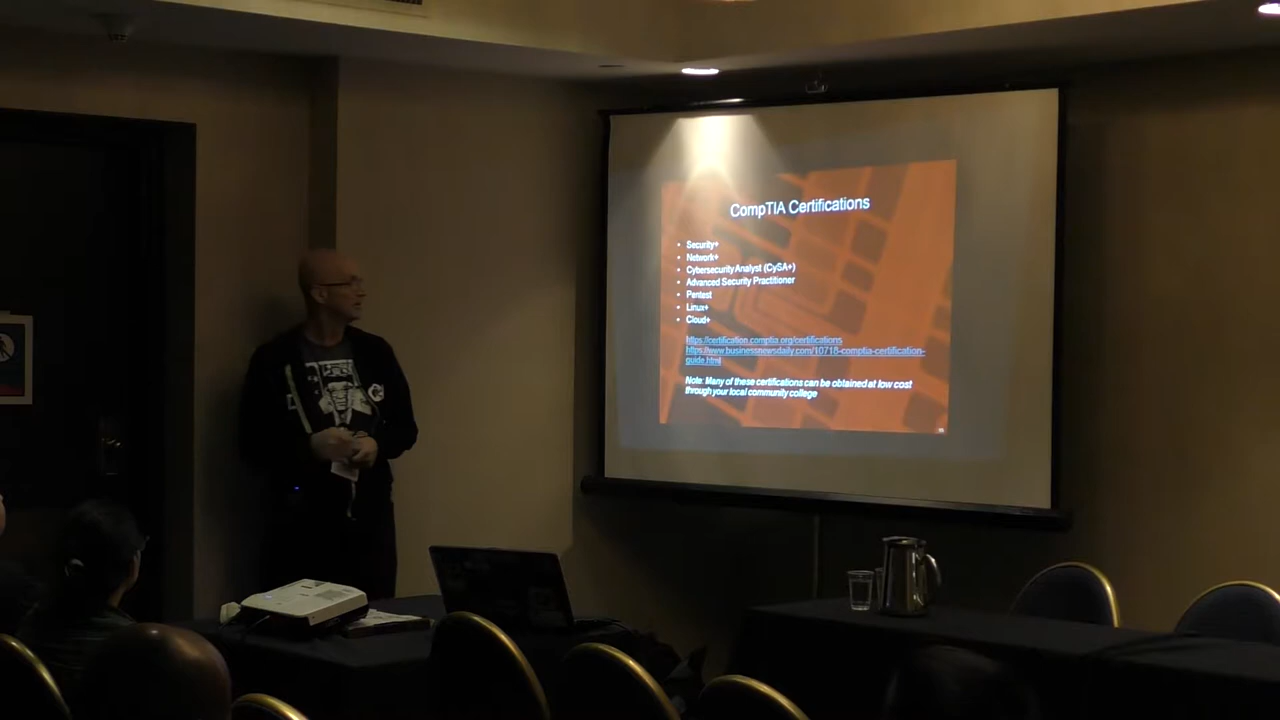 CompTIA Certifications
• Security+
• Network+
• Cybersecurity Analyst (CySA+)
• Advanced Security Practitioner
• Pentest
• Linux+
• Cloud+
https://certification.comptia.org/certifications
https://www.businessnewsdaily.com/10718-comptia-certification-
guide.html
Note: Many of these certifications can be obtained at low cost
through your local community college